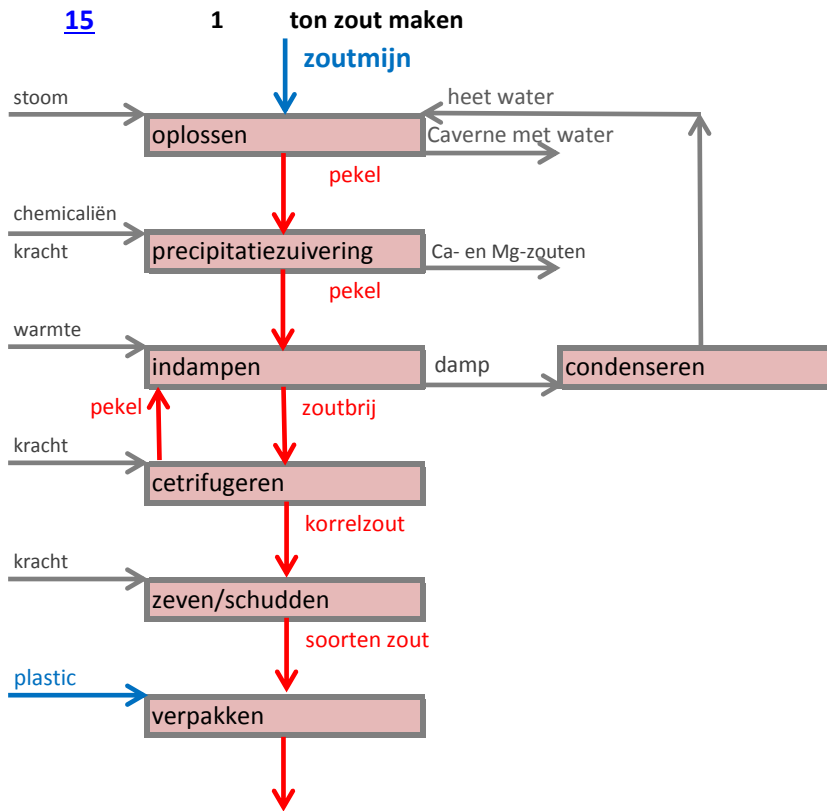 15 1 ton zout maken
zoutmijn
stoom
heet water
oplossen
Caverne met water
pekel
chemicaliën
kracht
precipitatiezuivering
Ca- en Mg-zouten
pekel
warmte
indampen
damp
condenseren
pekel
zoutbrij
kracht
cetrifugeren
korrelzout
kracht
zeven/schudden
soorten zout
plastic
verpakken